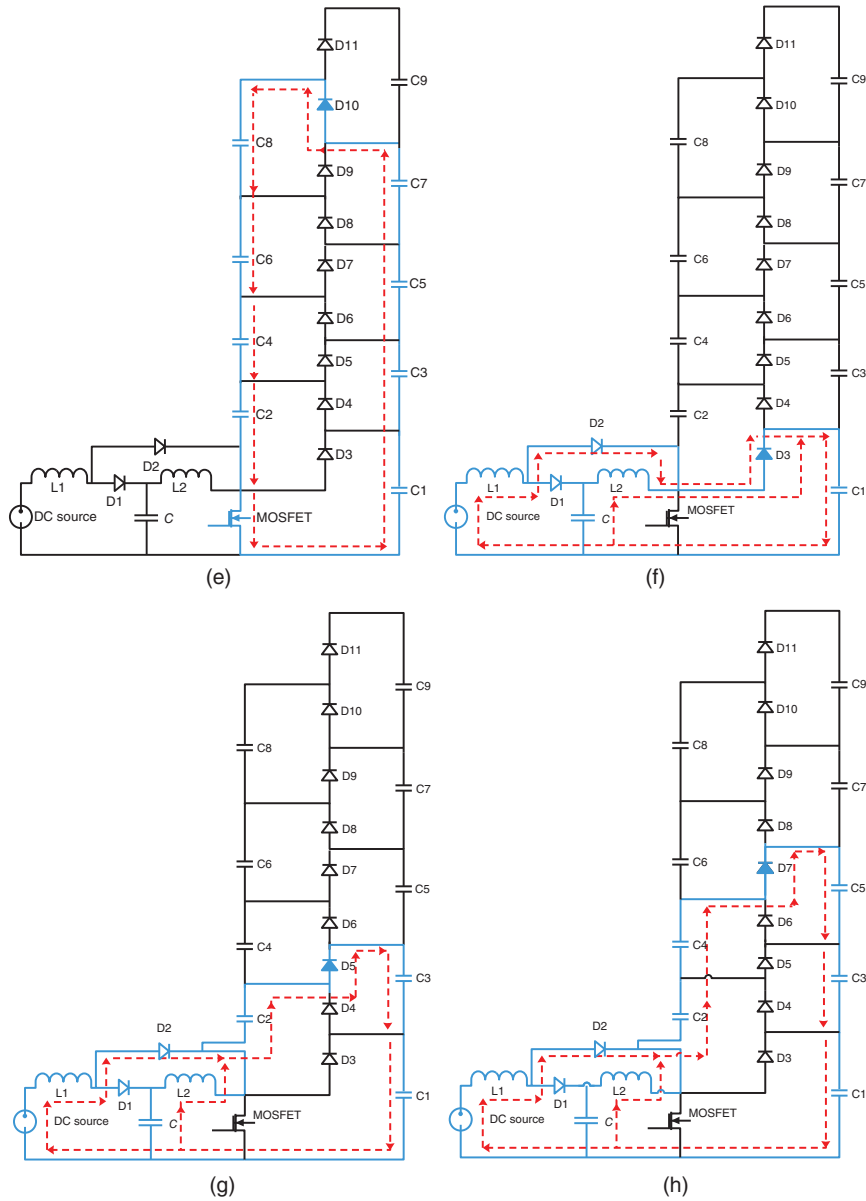 D11
C9
D10
C8
D9
C7
D8
C6
D7
C5
D6
C4
D5
C3
D4
C2
D2
D3
L1
D1
L2
C1
DC source
C
MOSFET
(e)
D11
C9
D10
C8
D9
C7
D8
C6
D7
C5
D6
C4
D5
C3
D4
C2
D2
D3
L1
D1
L2
C1
DC source
C
MOSFET
(f)
D11
C9
D10
C8
D9
C7
D8
C6
D7
C5
D6
C4
D5
C3
C2
D4
D2
D3
L1
D1
L2
C1
DC source
C
MOSFET
(g)
D11
C9
D10
C8
D9
C7
D8
C6
D7
C5
D6
C4
D5
C3
C2
D4
D2
D3
L1
D1
L2
C1
DC source
C
MOSFET
(h)